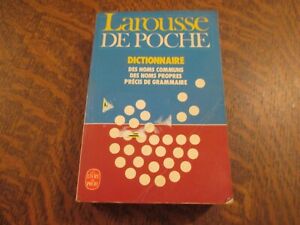 Larousse
DE POCHE
DICTIONNAIRE
DES NOMS COMMUNS
DES NOMS PROPRES
PRÉCIS DE GRAMMAIRE